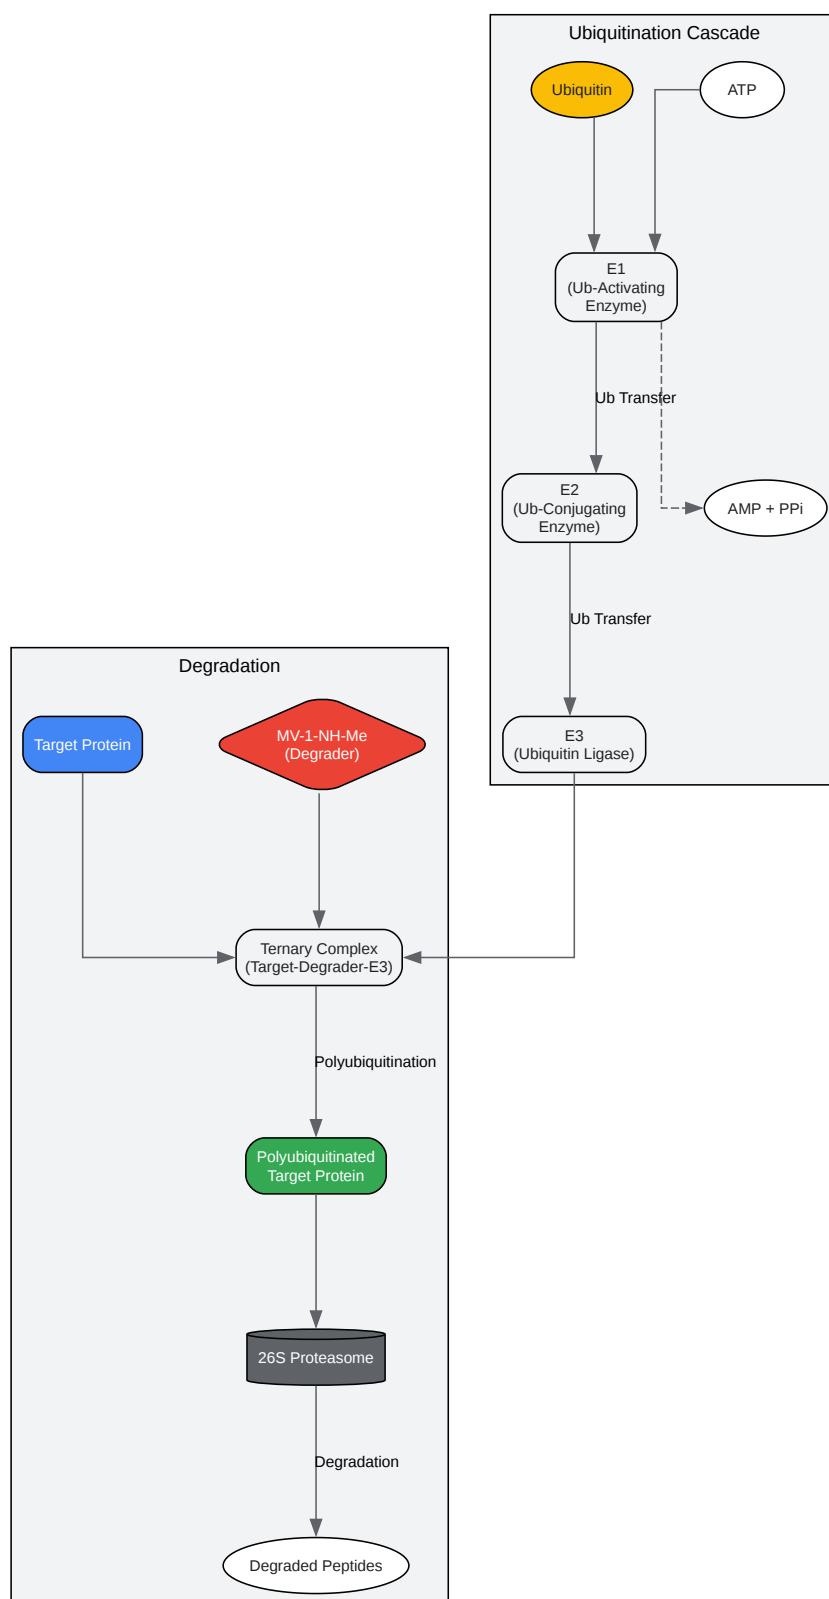 Ubiquitination Cascade
Ubiquitin
ATP
E1
(Ub-Activating
Enzyme)
Ub Transfer
E2
(Ub-Conjugating
Enzyme)
AMP + PPi
Ub Transfer
E3
(Ubiquitin Ligase)
Degradation
Target Protein
MV-1-NH-Me
(Degrader)
Ternary Complex
(Target-Degrader-E3)
Polyubiquitination
Polyubiquitinated
Target Protein
26S Proteasome
Degradation
Degraded Peptides